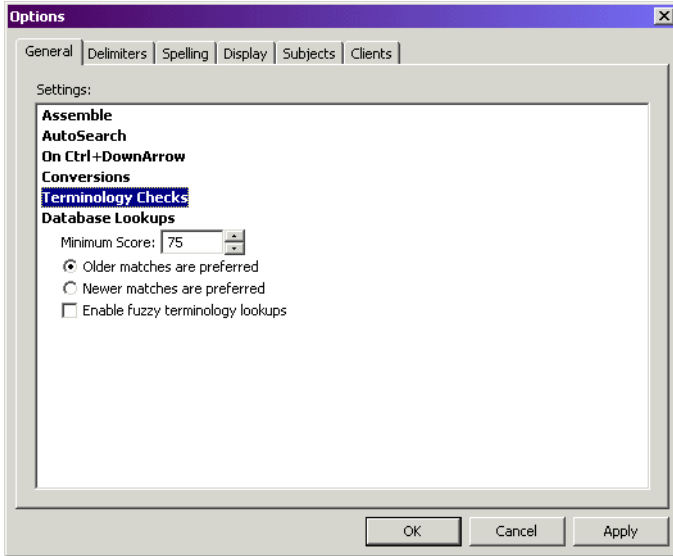 Options
General Delimiters Spelling Display Subjects Clients
Settings:
Assemble
AutoSearch
On Ctrl+DownArrow
Conversions
Terminology Checks
Database Lookups
Minimum Score: 75
Older matches are preferred
Newer matches are preferred
Enable fuzzy terminology lookups
OK Cancel Apply